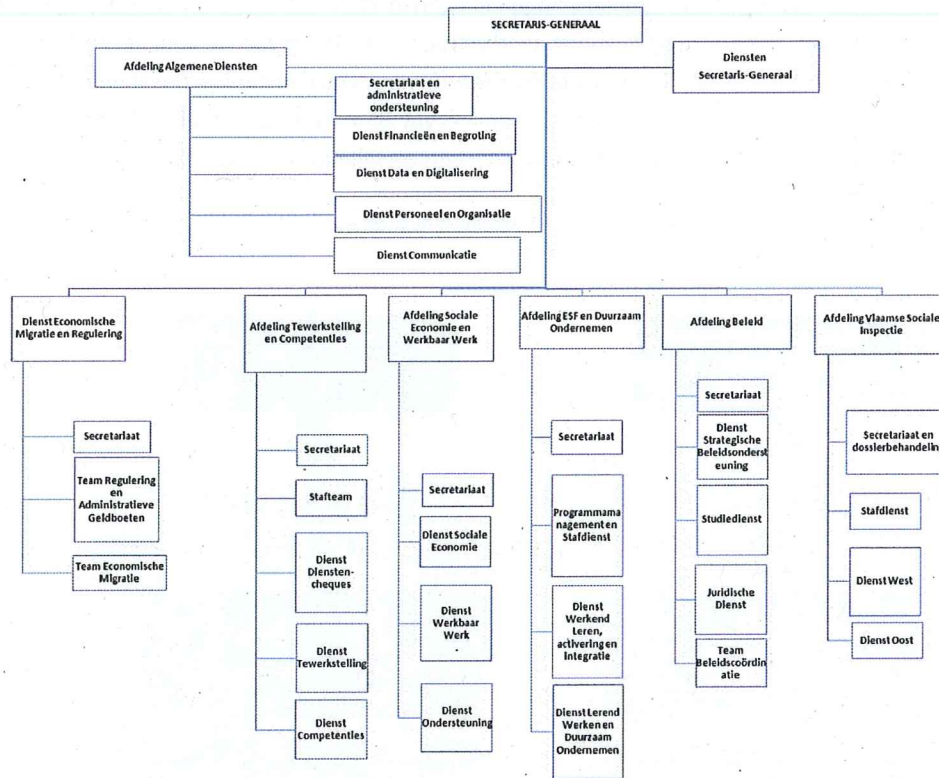 SECRETARIS-GENERAAL
Afdeling Algemene Diensten
Diensten
Secretaris-Generaal
Secretariaat en
administratieve
ondersteuning
Dienst Financieën en Begroting
Dienst Data en Digitalisering
Dienst Personeel en Organisatie
Dienst Communicatie
Dienst Economische
Migratie en Regulering
Secretariaat
Team Regulering
en
Administratieve
Geldboeten
Team Economische
Migratie
Afdeling Tewerkstelling
en Competenties
Secretariaat
Stafteam
Dienst
Diensten-
cheques
Dienst
Tewerkstelling
Dienst
Competenties
Afdeling Sociale
Economie en
Werkbaar Werk
Secretariaat
Dienst Sociale
Economie
Dienst
Werkbaar
Werk
Dienst
Ondersteuning
Afdeling ESF en Duurzaam
Ondernemen
Secretariaat
Programmama
nagement en
Stafdienst
Dienst
Werkend
Leren,
activering en
Integratie
Dienst Lerend
Werken en
Duurzaam
Ondernemen
Afdeling Beleid
Secretariaat
Dienst
Strategische
Beleidsonderst
euning
Studiedienst
Juridische
Dienst
Team
Beleidscoördin
atie
Afdeling Vlaamse Sociale
Inspectie
Secretariaat en
dossierbehandelin
Stafdienst
Dienst West
Dienst Oost